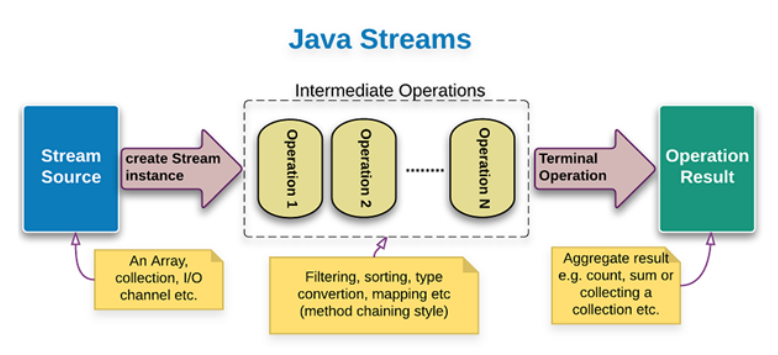 Java Streams
Intermediate Operations
Stream
Source
create Stream
instance
Operation 1
Operation 2
........
Operation N
Terminal
Operation
Operation
Result
An Array,
collection, I/O
channel etc.
Filtering, sorting, type
convertion, mapping etc
(method chaining style)
Aggregate result
e.g. count, sum or
collecting a
collection etc.